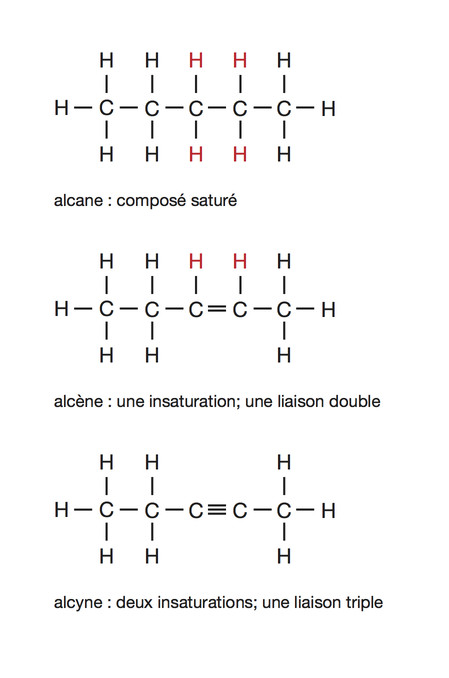 H H H H H
H — C — C — C — C — C — H
H H H H H
alcane : composé saturé
H H H H H
H — C — C — C = C — C — H
H H H
alcène : une insaturation; une liaison double
H H H
H — C — C — C ≡ C — C — H
H H H
alcyne : deux insaturations; une liaison triple